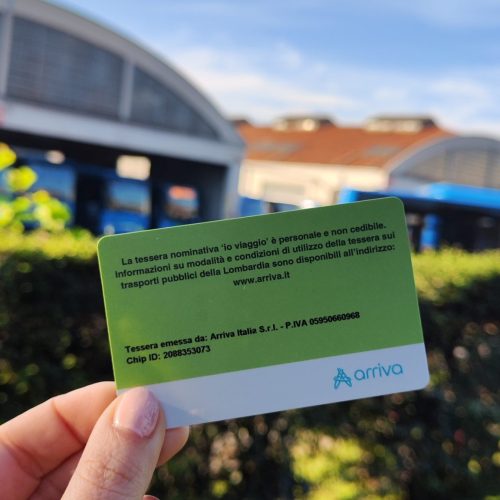 La tessera nominativa 'io viaggio' è personale e non cedibile.
Informazioni su modalità e condizioni di utilizzo della tessera sui
trasporti pubblici della Lombardia sono disponibili all'indirizzo:
www.arriva.it
Tessera emessa da: Arriva Italia S.r.l. - P.IVA 05950660968
Chip ID: 2088353073
arriva